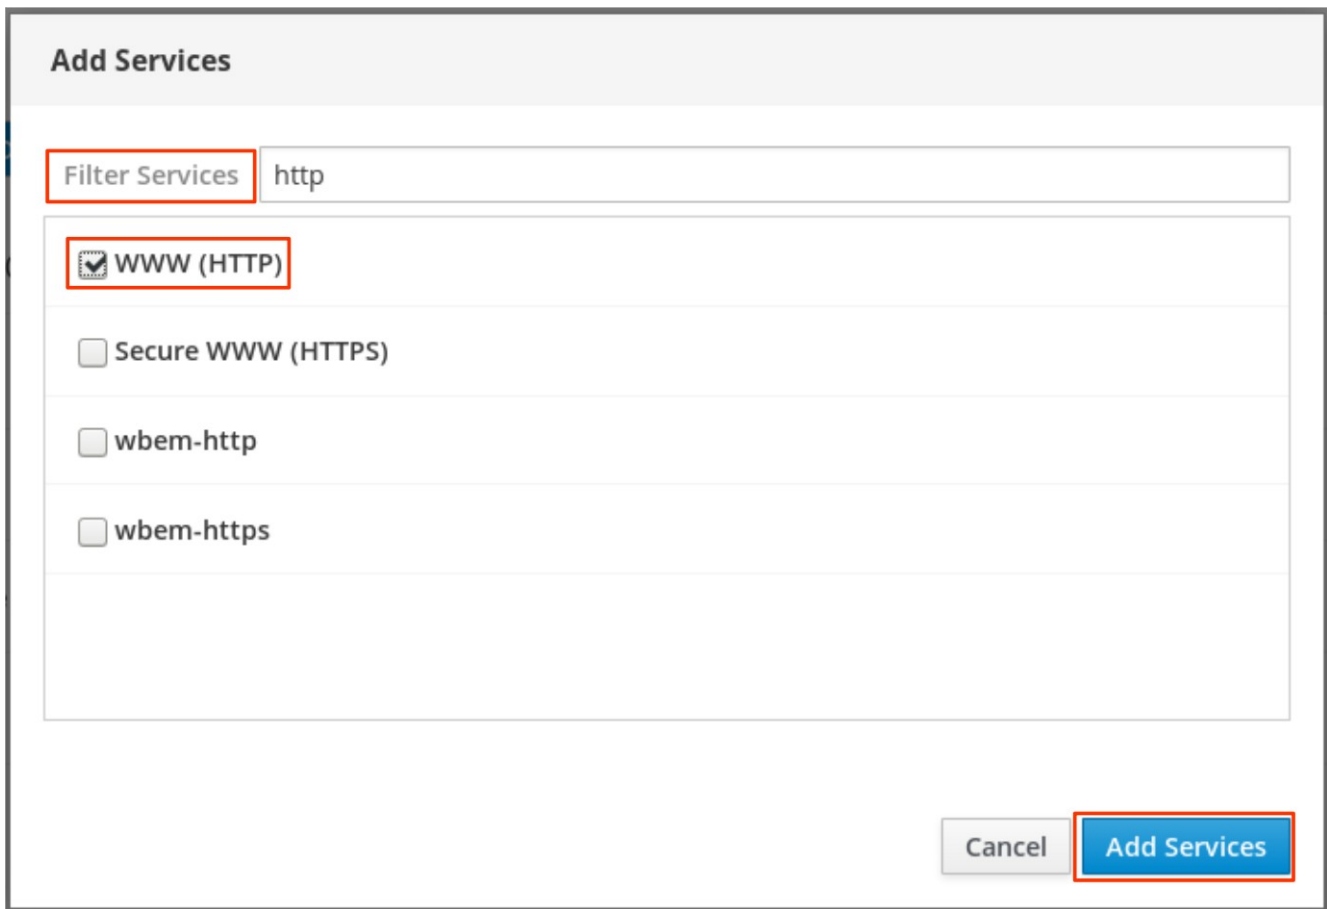 Add Services
Filter Services http
WWW (HTTP)
Secure WWW (HTTPS)
wbem-http
wbem-https
Cancel Add Services